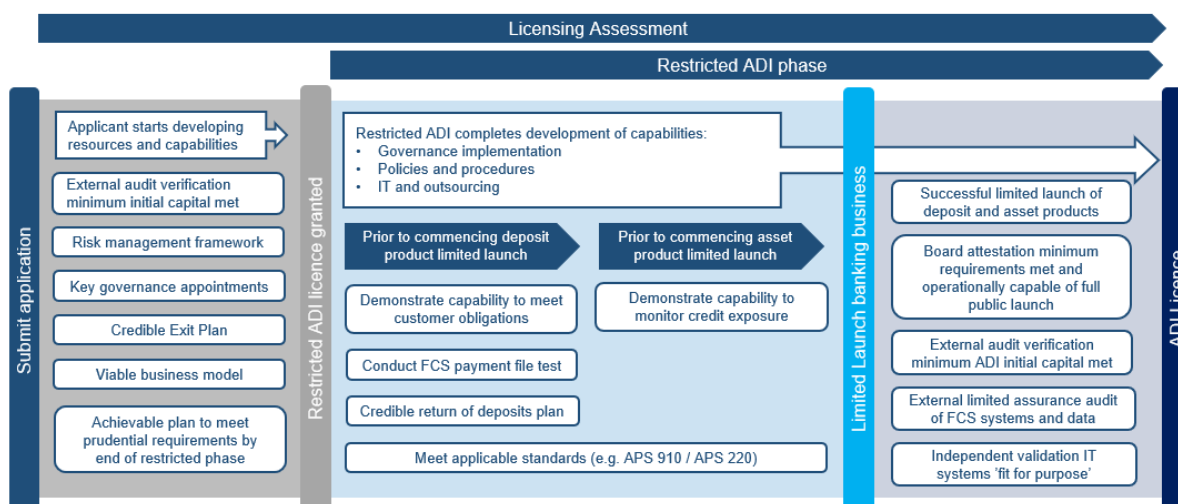 Licensing Assessment
Restricted ADI phase
Submit application
Applicant starts developing
resources and capabilities
External audit verification
minimum initial capital met
Risk management framework
Key governance appointments
Credible Exit Plan
Viable business model
Achievable plan to meet
prudential requirements by
end of restricted phase
Restricted ADI licence granted
Restricted ADI completes development of capabilities:
• Governance implementation
• Policies and procedures
• IT and outsourcing
Prior to commencing deposit
product limited launch
Demonstrate capability to meet
customer obligations
Conduct FCS payment file test
Credible return of deposits plan
Prior to commencing asset
product limited launch
Demonstrate capability to
monitor credit exposure
Meet applicable standards (e.g. APS 910 / APS 220)
Limited Launch banking business
Successful limited launch of
deposit and asset products
Board attestation minimum
requirements met and
operationally capable of full
public launch
External audit verification
minimum ADI initial capital met
External limited assurance audit
of FCS systems and data
Independent validation IT
systems 'fit for purpose'
ADI Licence